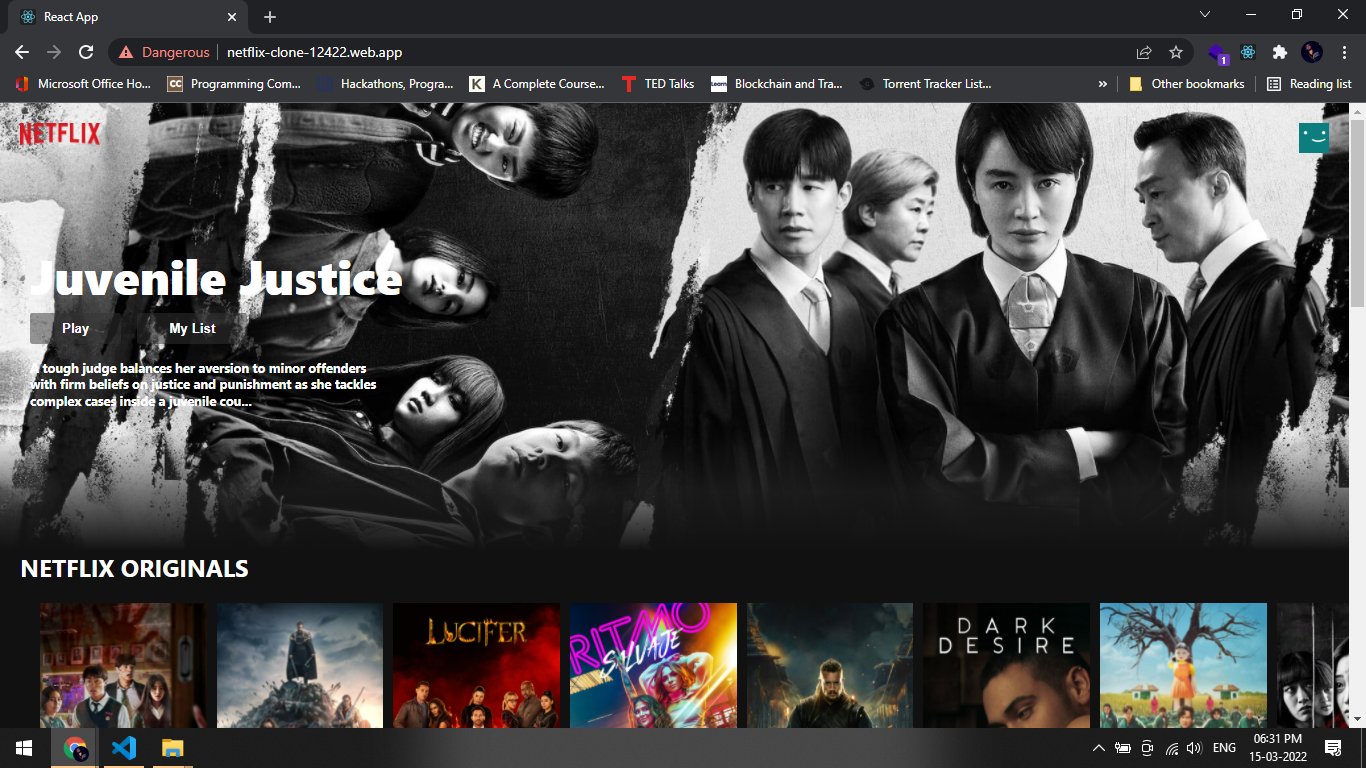 React App
Dangerous netflix-clone-12422.web.app
1
Microsoft Office Ho... CC Programming Com... Hackathons, Progra... K A Complete Course... T TED Talks Learn Blockchain and Tra... Torrent Tracker List... » Other bookmarks Reading list
NETFLIX
Juvenile Justice
Play My List
A tough judge balances her aversion to minor offenders
with firm beliefs on justice and punishment as she tackles
complex cases inside a juvenile cou...
NETFLIX ORIGINALS
LUCIFER
RITMO
SALVAJE
DARK
DESIRE
ENG
06:31 PM
15-03-2022